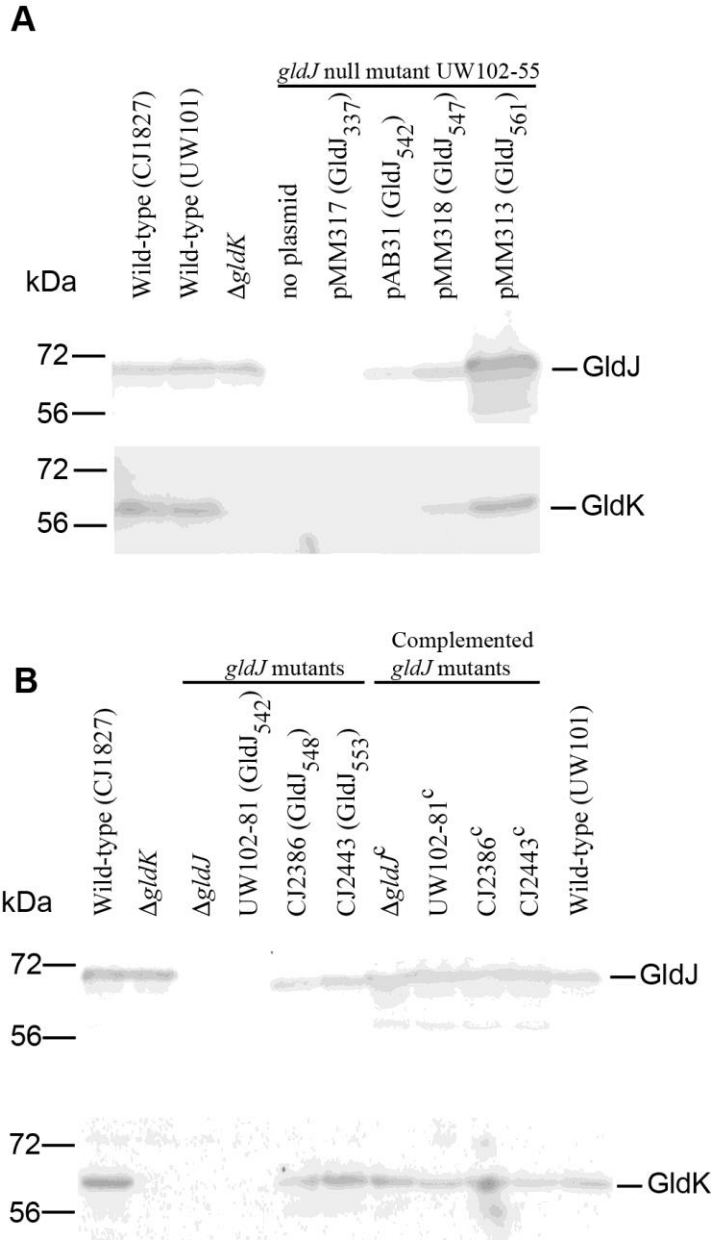 A
gldJ null mutant UW102-55
Wild-type (CJ1827)
Wild-type (UW101)
ΔgldK
no plasmid
pMM317 (GldJ337)
pAB31 (GldJ542)
pMM318 (GldJ547)
pMM313 (GldJ561)
kDa
72
56
GldJ
72
56
GldK
B
gldJ mutants
Complemented
gldJ mutants
Wild-type (CJ1827)
ΔgldK
ΔgldJ
UW102-81 (GldJ542)
CJ2386 (GldJ548)
CJ2443 (GldJ553)
ΔgldJc
UW102-81c
CJ2386c
CJ2443c
Wild-type (UW101)
kDa
72
56
GldJ
72
56
GldK